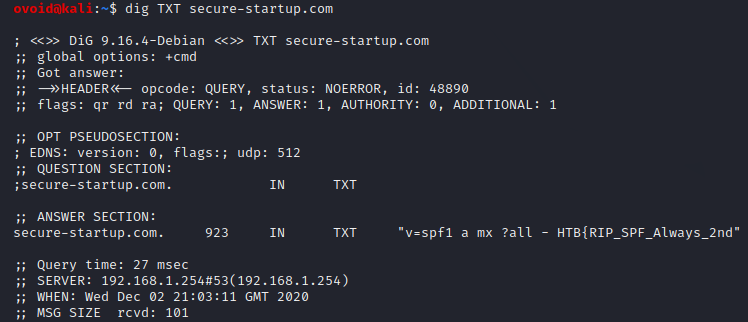 ovoid@kali:~$ dig TXT secure-startup.com
; <<>> DiG 9.16.4-Debian <<>> TXT secure-startup.com
;; global options: +cmd
;; Got answer:
;; ->>HEADER<<- opcode: QUERY, status: NOERROR, id: 48890
;; flags: qr rd ra; QUERY: 1, ANSWER: 1, AUTHORITY: 0, ADDITIONAL: 1
;; OPT PSEUDOSECTION:
; EDNS: version: 0, flags:; udp: 512
;; QUESTION SECTION:
;secure-startup.com. IN TXT
;; ANSWER SECTION:
secure-startup.com. 923 IN TXT "v=spf1 a mx ?all - HTB{RIP_SPF_Always_2nd"
;; Query time: 27 msec
;; SERVER: 192.168.1.254#53(192.168.1.254)
;; WHEN: Wed Dec 02 21:03:11 GMT 2020
;; MSG SIZE rcvd: 101